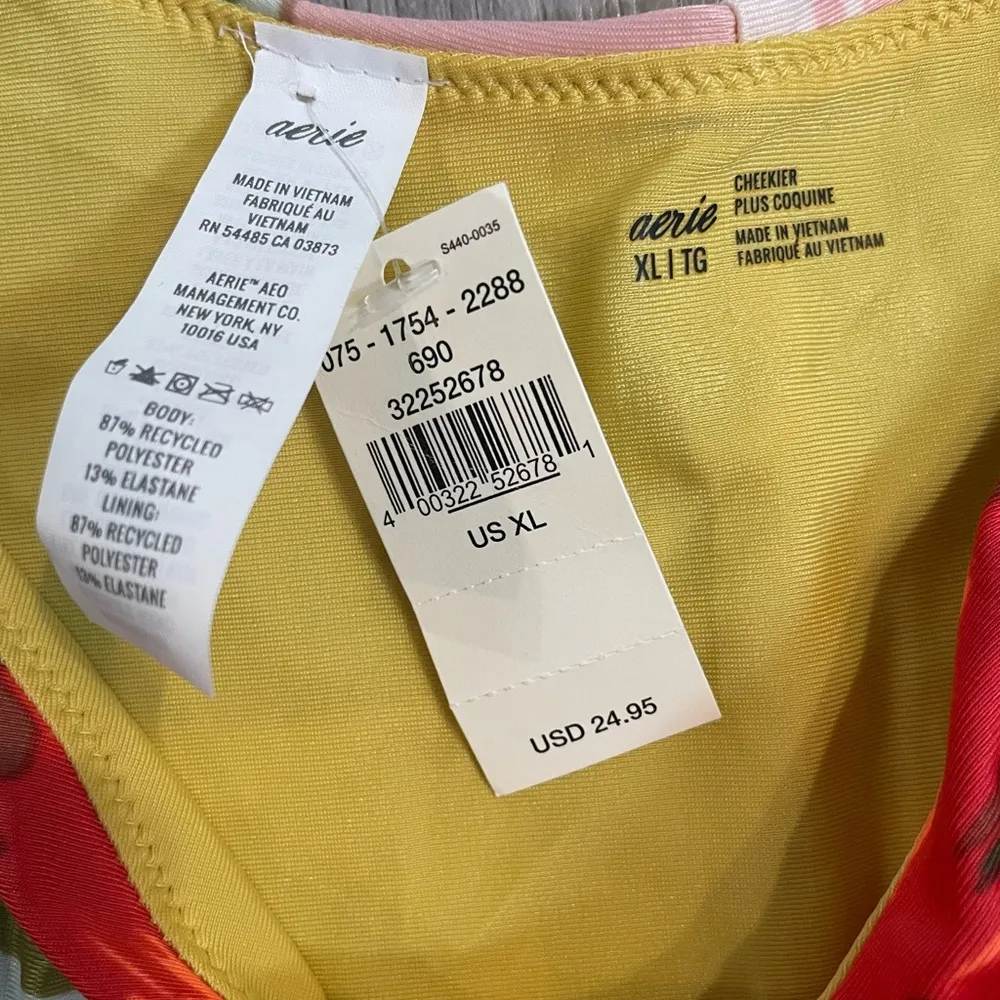 aerie
MADE IN VIETNAM
FABRIQUÉ AU
VIETNAM
RN 54485 CA 03873
AERIE™ AEO
MANAGEMENT CO.
NEW YORK, NY
10016 USA
BODY:
87% RECYCLED
POLYESTER
13% ELASTANE
LINING:
87% RECYCLED
POLYESTER
13% ELASTANE
S440-0035
075 - 1754 - 2288
690
32252678
4 00322 52678 1
US XL
USD 24.95
aerie
XL | TG
CHEEKIER
PLUS COQUINE
MADE IN VIETNAM
FABRIQUÉ AU VIETNAM